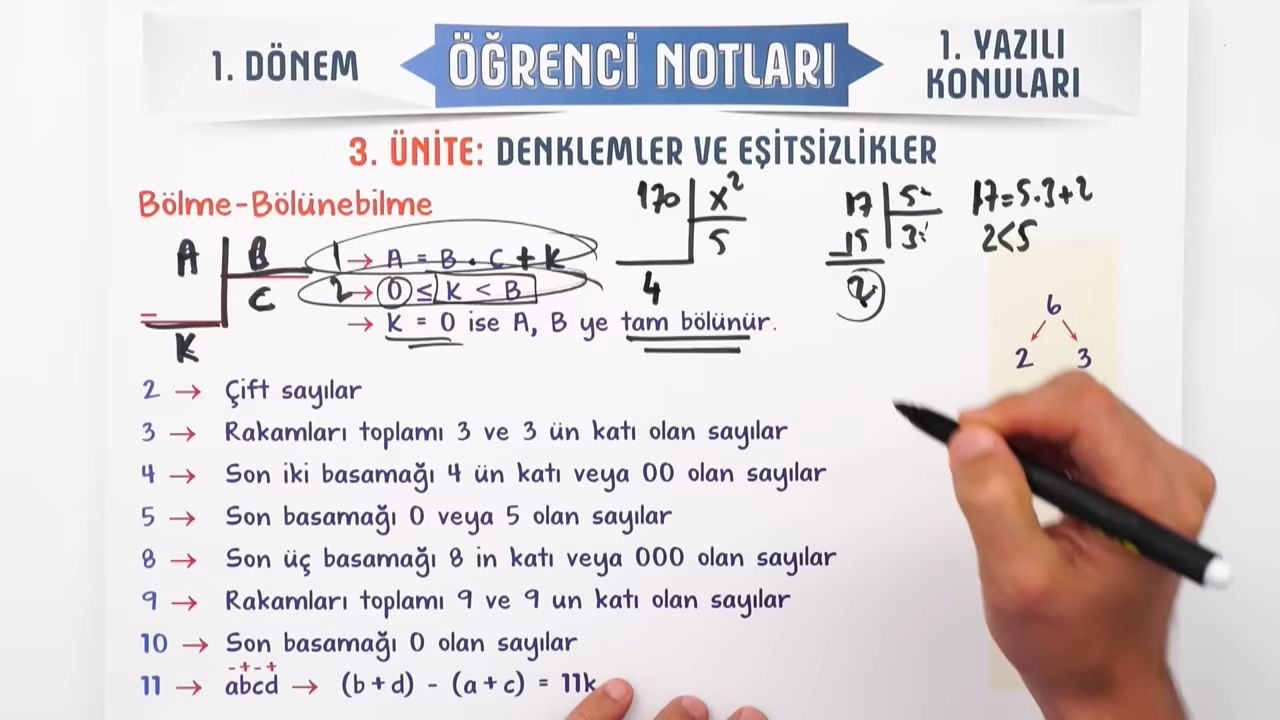 1. DÖNEM
ÖĞRENCİ NOTLARI
1. YAZILI
KONULARI
3. ÜNİTE: DENKLEMLER VE EŞİTSİZLİKLER
Bölme-Bölünebilme
A B
C
K
1 → A = B . C + K
2 → 0 ≤ K < B
→ K = 0 ise A, B ye tam bölünür.
170 x²
5
4
17 5
15 3
2
17=5.3+2
2<5
6
2 3
2 → Çift sayılar
3 → Rakamları toplamı 3 ve 3 ün katı olan sayılar
4 → Son iki basamağı 4 ün katı veya 00 olan sayılar
5 → Son basamağı 0 veya 5 olan sayılar
8 → Son üç basamağı 8 in katı veya 000 olan sayılar
9 → Rakamları toplamı 9 ve 9 un katı olan sayılar
10 → Son basamağı 0 olan sayılar
-+-+
11 → abcd → (b+d) - (a+c) = 11k